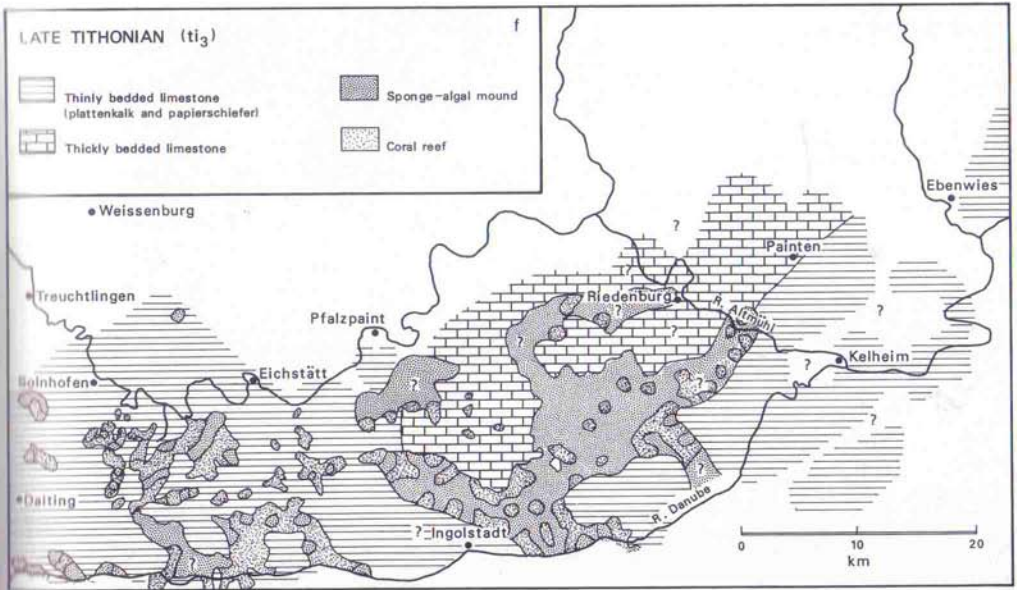 LATE TITHONIAN (ti3)
f
Thinly bedded limestone
(plattenkalk and papierschiefer)
Thickly bedded limestone
Sponge-algal mound
Coral reef
Weissenburg
Ebenwies
?
Painten
Treuchtlingen
?
Riedenburg
?
?
Pfalzpaint
?
?
R. Altmühl
Kelheim
?
Eichstätt
?
?
?
Daiting
?
R. Danube
? Ingolstadt
?
0 10 20
km